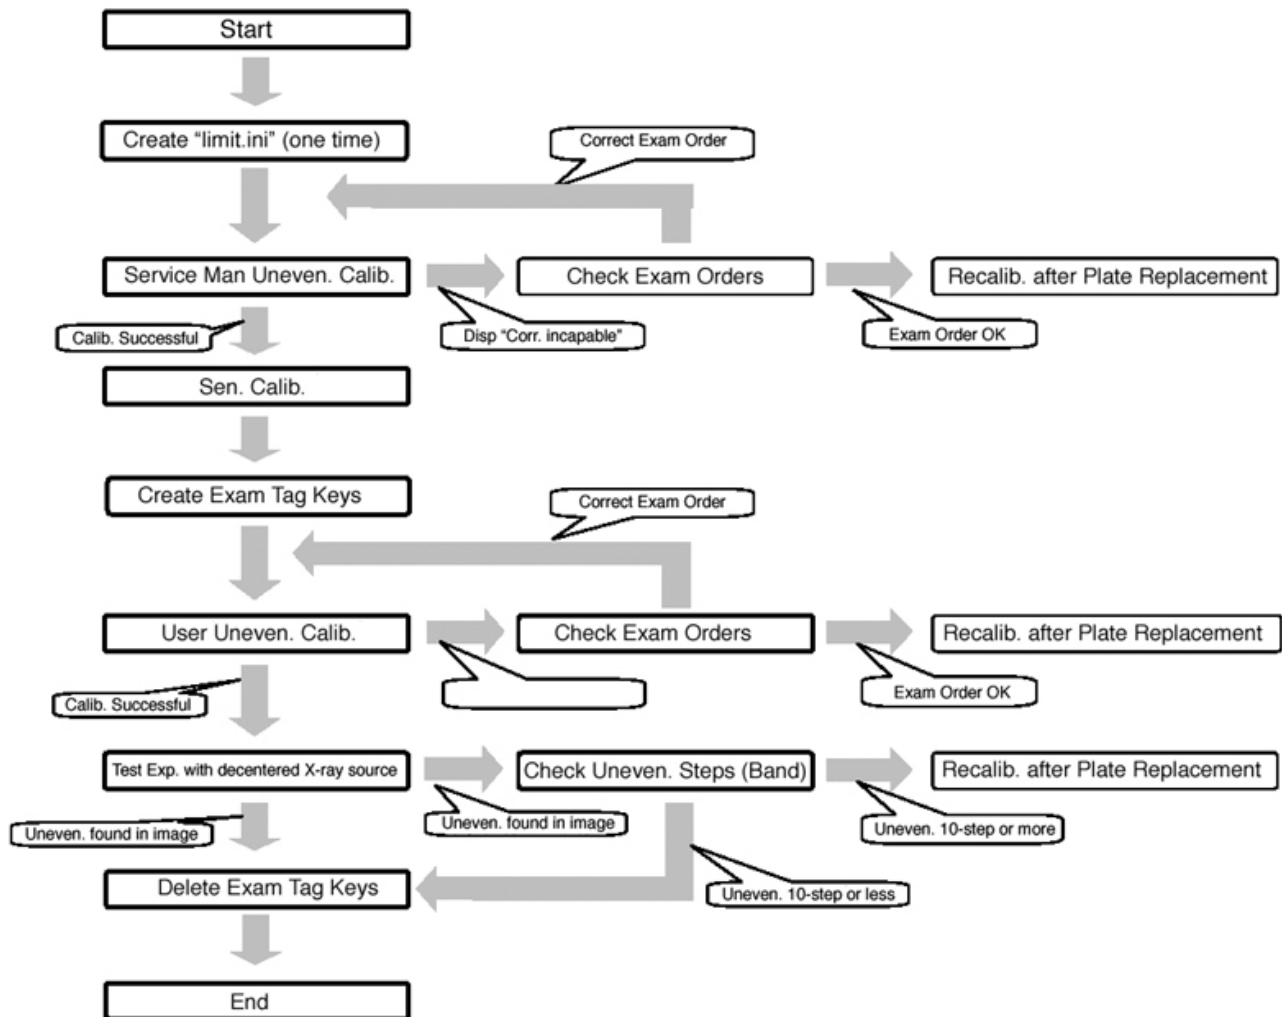 Start
Create “limit.ini” (one time)
Correct Exam Order
Service Man Uneven. Calib.
Check Exam Orders
Recalib. after Plate Replacement
Calib. Successful
Disp “Corr. incapable”
Exam Order OK
Sen. Calib.
Create Exam Tag Keys
Correct Exam Order
User Uneven. Calib.
Check Exam Orders
Recalib. after Plate Replacement
Calib. Successful
Exam Order OK
Test Exp. with decentered X-ray source
Check Uneven. Steps (Band)
Recalib. after Plate Replacement
Uneven. found in image
Uneven. found in image
Uneven. 10-step or more
Delete Exam Tag Keys
Uneven. 10-step or less
End